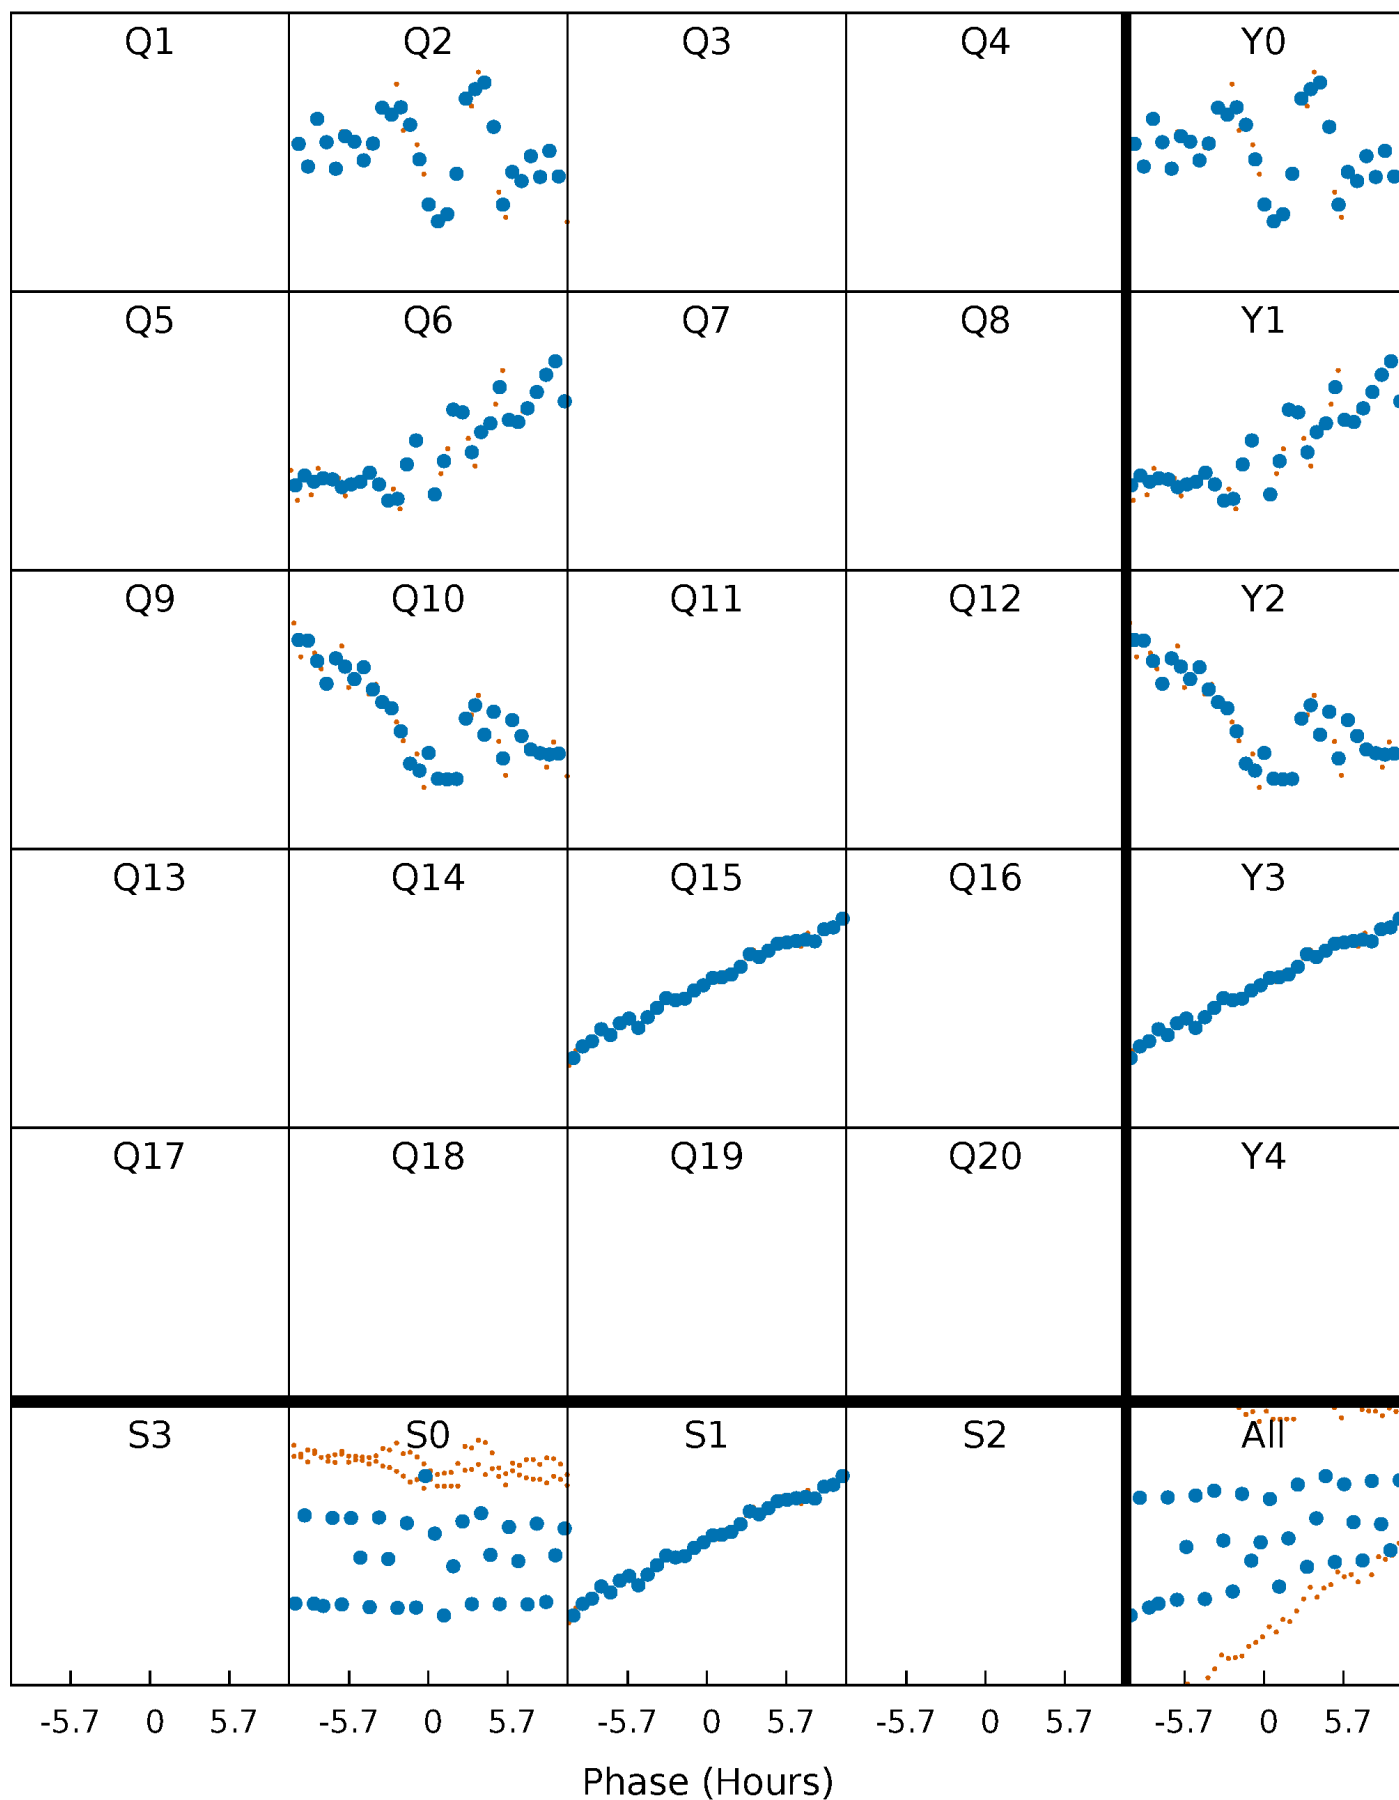 Q1 Q2 Q3 Q4 Y0
Q5 Q6 Q7 Q8 Y1
Q9 Q10 Q11 Q12 Y2
Q13 Q14 Q15 Q16 Y3
Q17 Q18 Q19 Q20 Y4
S3 S0 S1 S2 All
-5.7 0 5.7 -5.7 0 5.7 -5.7 0 5.7 -5.7 0 5.7 -5.7 0 5.7
Phase (Hours)